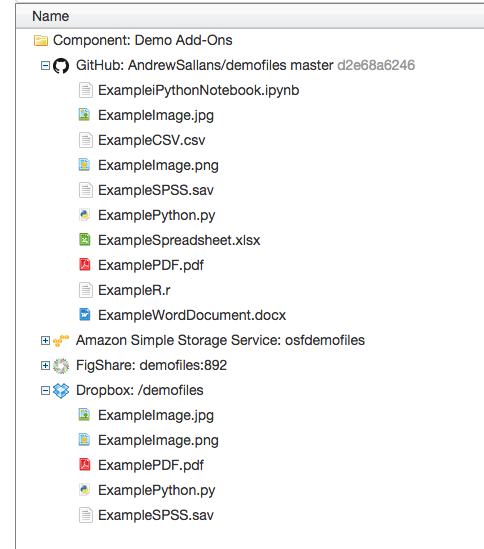 Name
Component: Demo Add-Ons
GitHub: AndrewSallans/demofiles master d2e68a6246
ExampleiPythonNotebook.ipynb
ExampleImage.jpg
ExampleCSV.csv
ExampleImage.png
ExampleSPSS.sav
ExamplePython.py
ExampleSpreadsheet.xlsx
ExamplePDF.pdf
ExampleR.r
ExampleWordDocument.docx
Amazon Simple Storage Service: osfdemofiles
FigShare: demofiles:892
Dropbox: /demofiles
ExampleImage.jpg
ExampleImage.png
ExamplePDF.pdf
ExamplePython.py
ExampleSPSS.sav